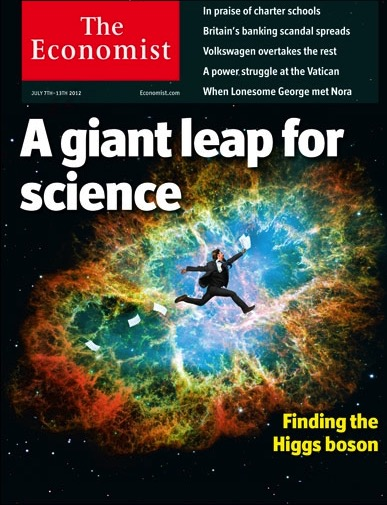 The
Economist
JULY 7TH–13TH 2012
Economist.com
In praise of charter schools
Britain's banking scandal spreads
Volkswagen overtakes the rest
A power struggle at the Vatican
When Lonesome George met Nora
A giant leap for
science
Finding the
Higgs boson